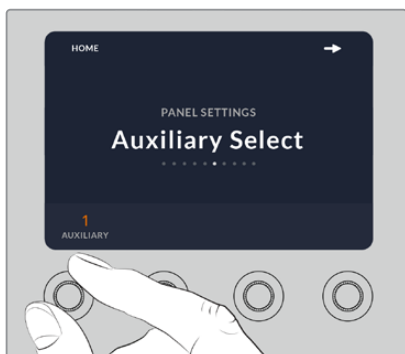 HOME
PANEL SETTINGS
Auxiliary Select
1
AUXILIARY